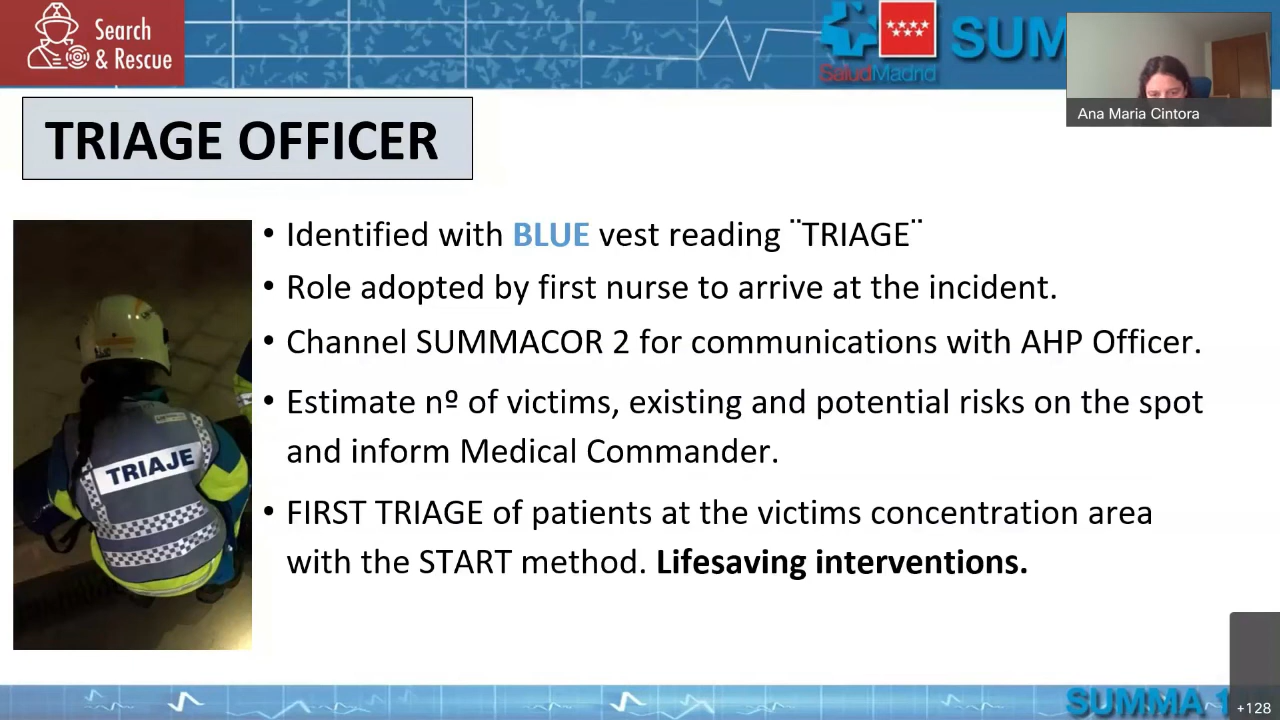 Search
& Rescue
SaludMadrid
SUM
Ana Maria Cintora
TRIAGE OFFICER
• Identified with BLUE vest reading ¨TRIAGE¨
• Role adopted by first nurse to arrive at the incident.
• Channel SUMMACOR 2 for communications with AHP Officer.
• Estimate nº of victims, existing and potential risks on the spot
and inform Medical Commander.
• FIRST TRIAGE of patients at the victims concentration area
with the START method. Lifesaving interventions.
TRIAJE
SUMMA 1
+128